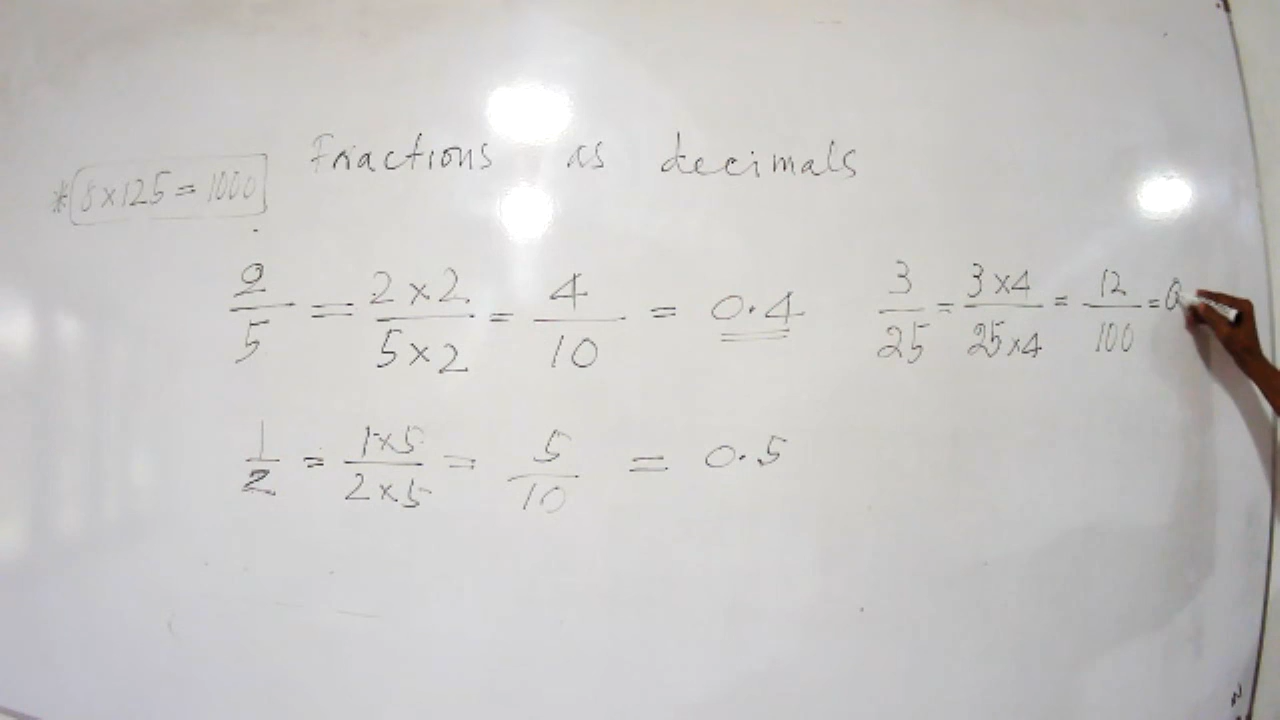 Fractions as decimals
*8×125=1000
2/5 = 2×2/5×2 = 4/10 = 0.4
3/25 = 3×4/25×4 = 12/100 = 0
1/2 = 1×5/2×5 = 5/10 = 0.5